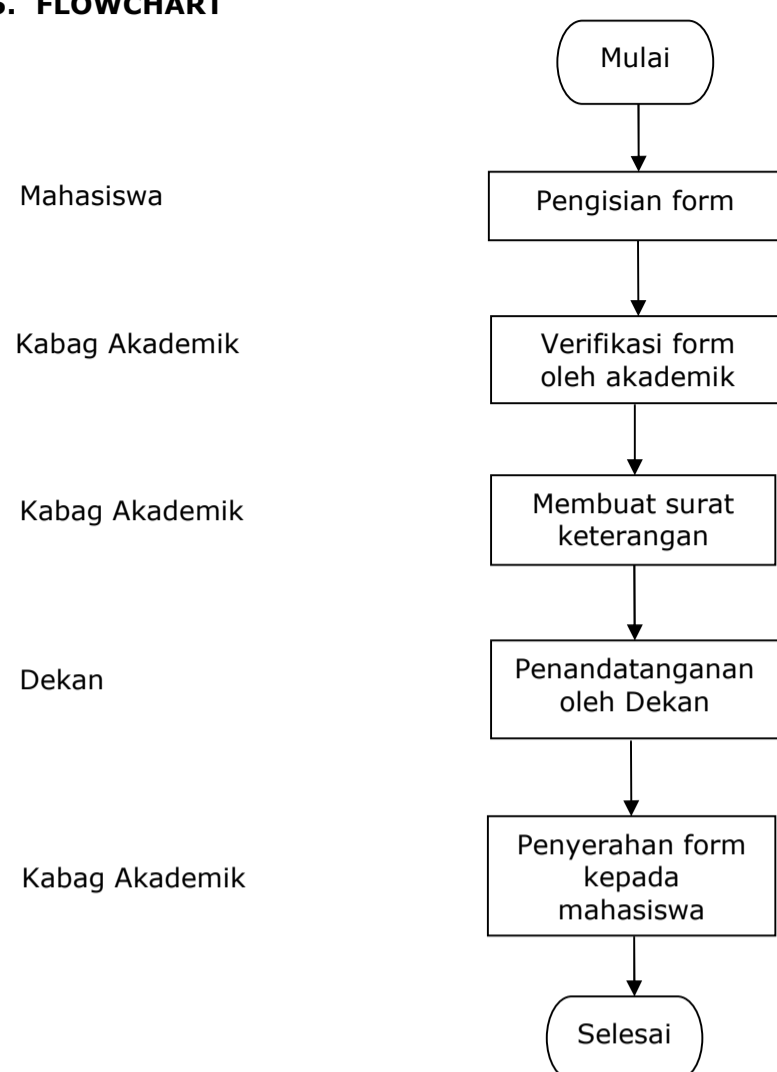 FLOWCHART
Mulai
Mahasiswa
Pengisian form
Kabag Akademik
Verifikasi form
oleh akademik
Kabag Akademik
Membuat surat
keterangan
Dekan
Penandatanganan
oleh Dekan
Kabag Akademik
Penyerahan form
kepada
mahasiswa
Selesai